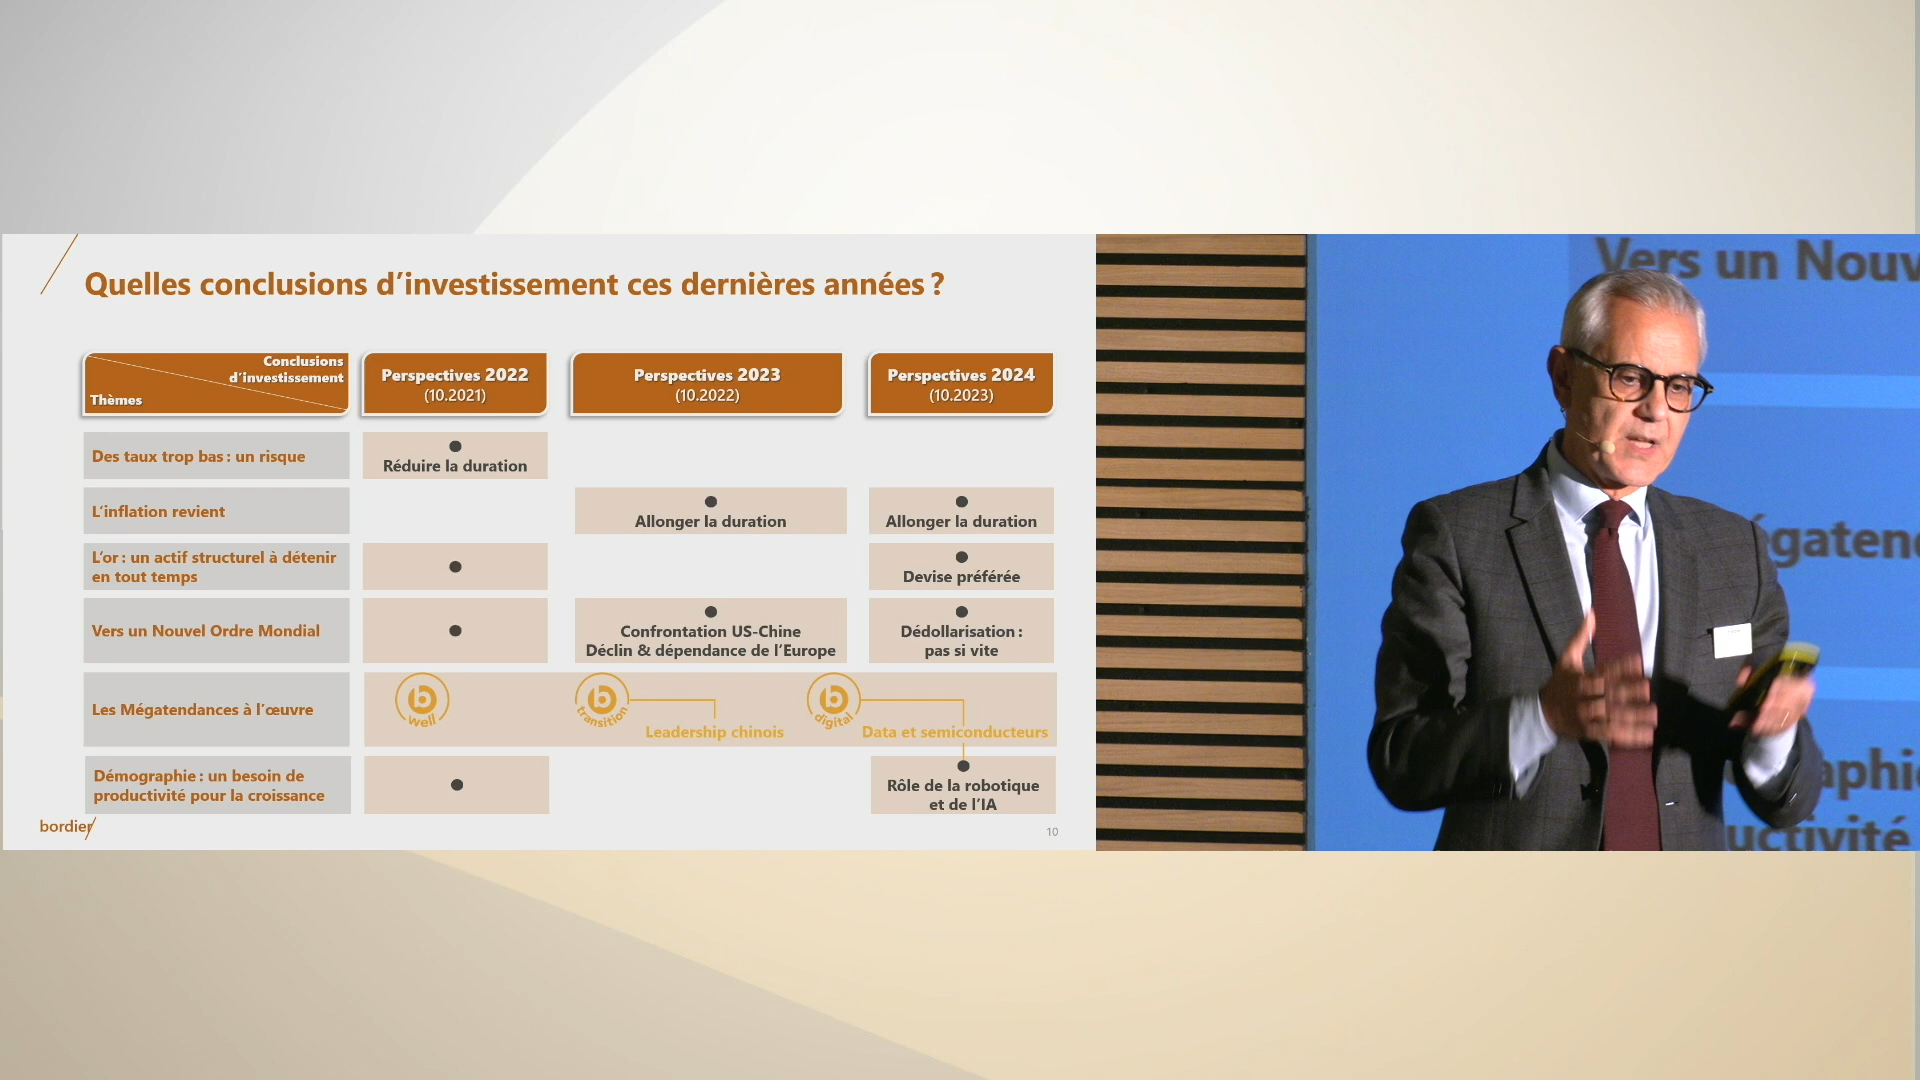 Quelles conclusions d’investissement ces dernières années ?
Conclusions
d’investissement
Thèmes
Perspectives 2022
(10.2021)
Perspectives 2023
(10.2022)
Perspectives 2024
(10.2023)
Des taux trop bas : un risque
Réduire la duration
L’inflation revient
Allonger la duration
Allonger la duration
L’or : un actif structurel à détenir
en tout temps
Devise préférée
Vers un Nouvel Ordre Mondial
Confrontation US-Chine
Déclin & dépendance de l’Europe
Dédollarisation :
pas si vite
Les Mégatendances à l’œuvre
b
well
b
transition
Leadership chinois
b
digital
Data et semiconducteurs
Démographie : un besoin de
productivité pour la croissance
Rôle de la robotique
et de l’IA
bordier
10
Vers un Nouv
égaten
aphi
uctivité